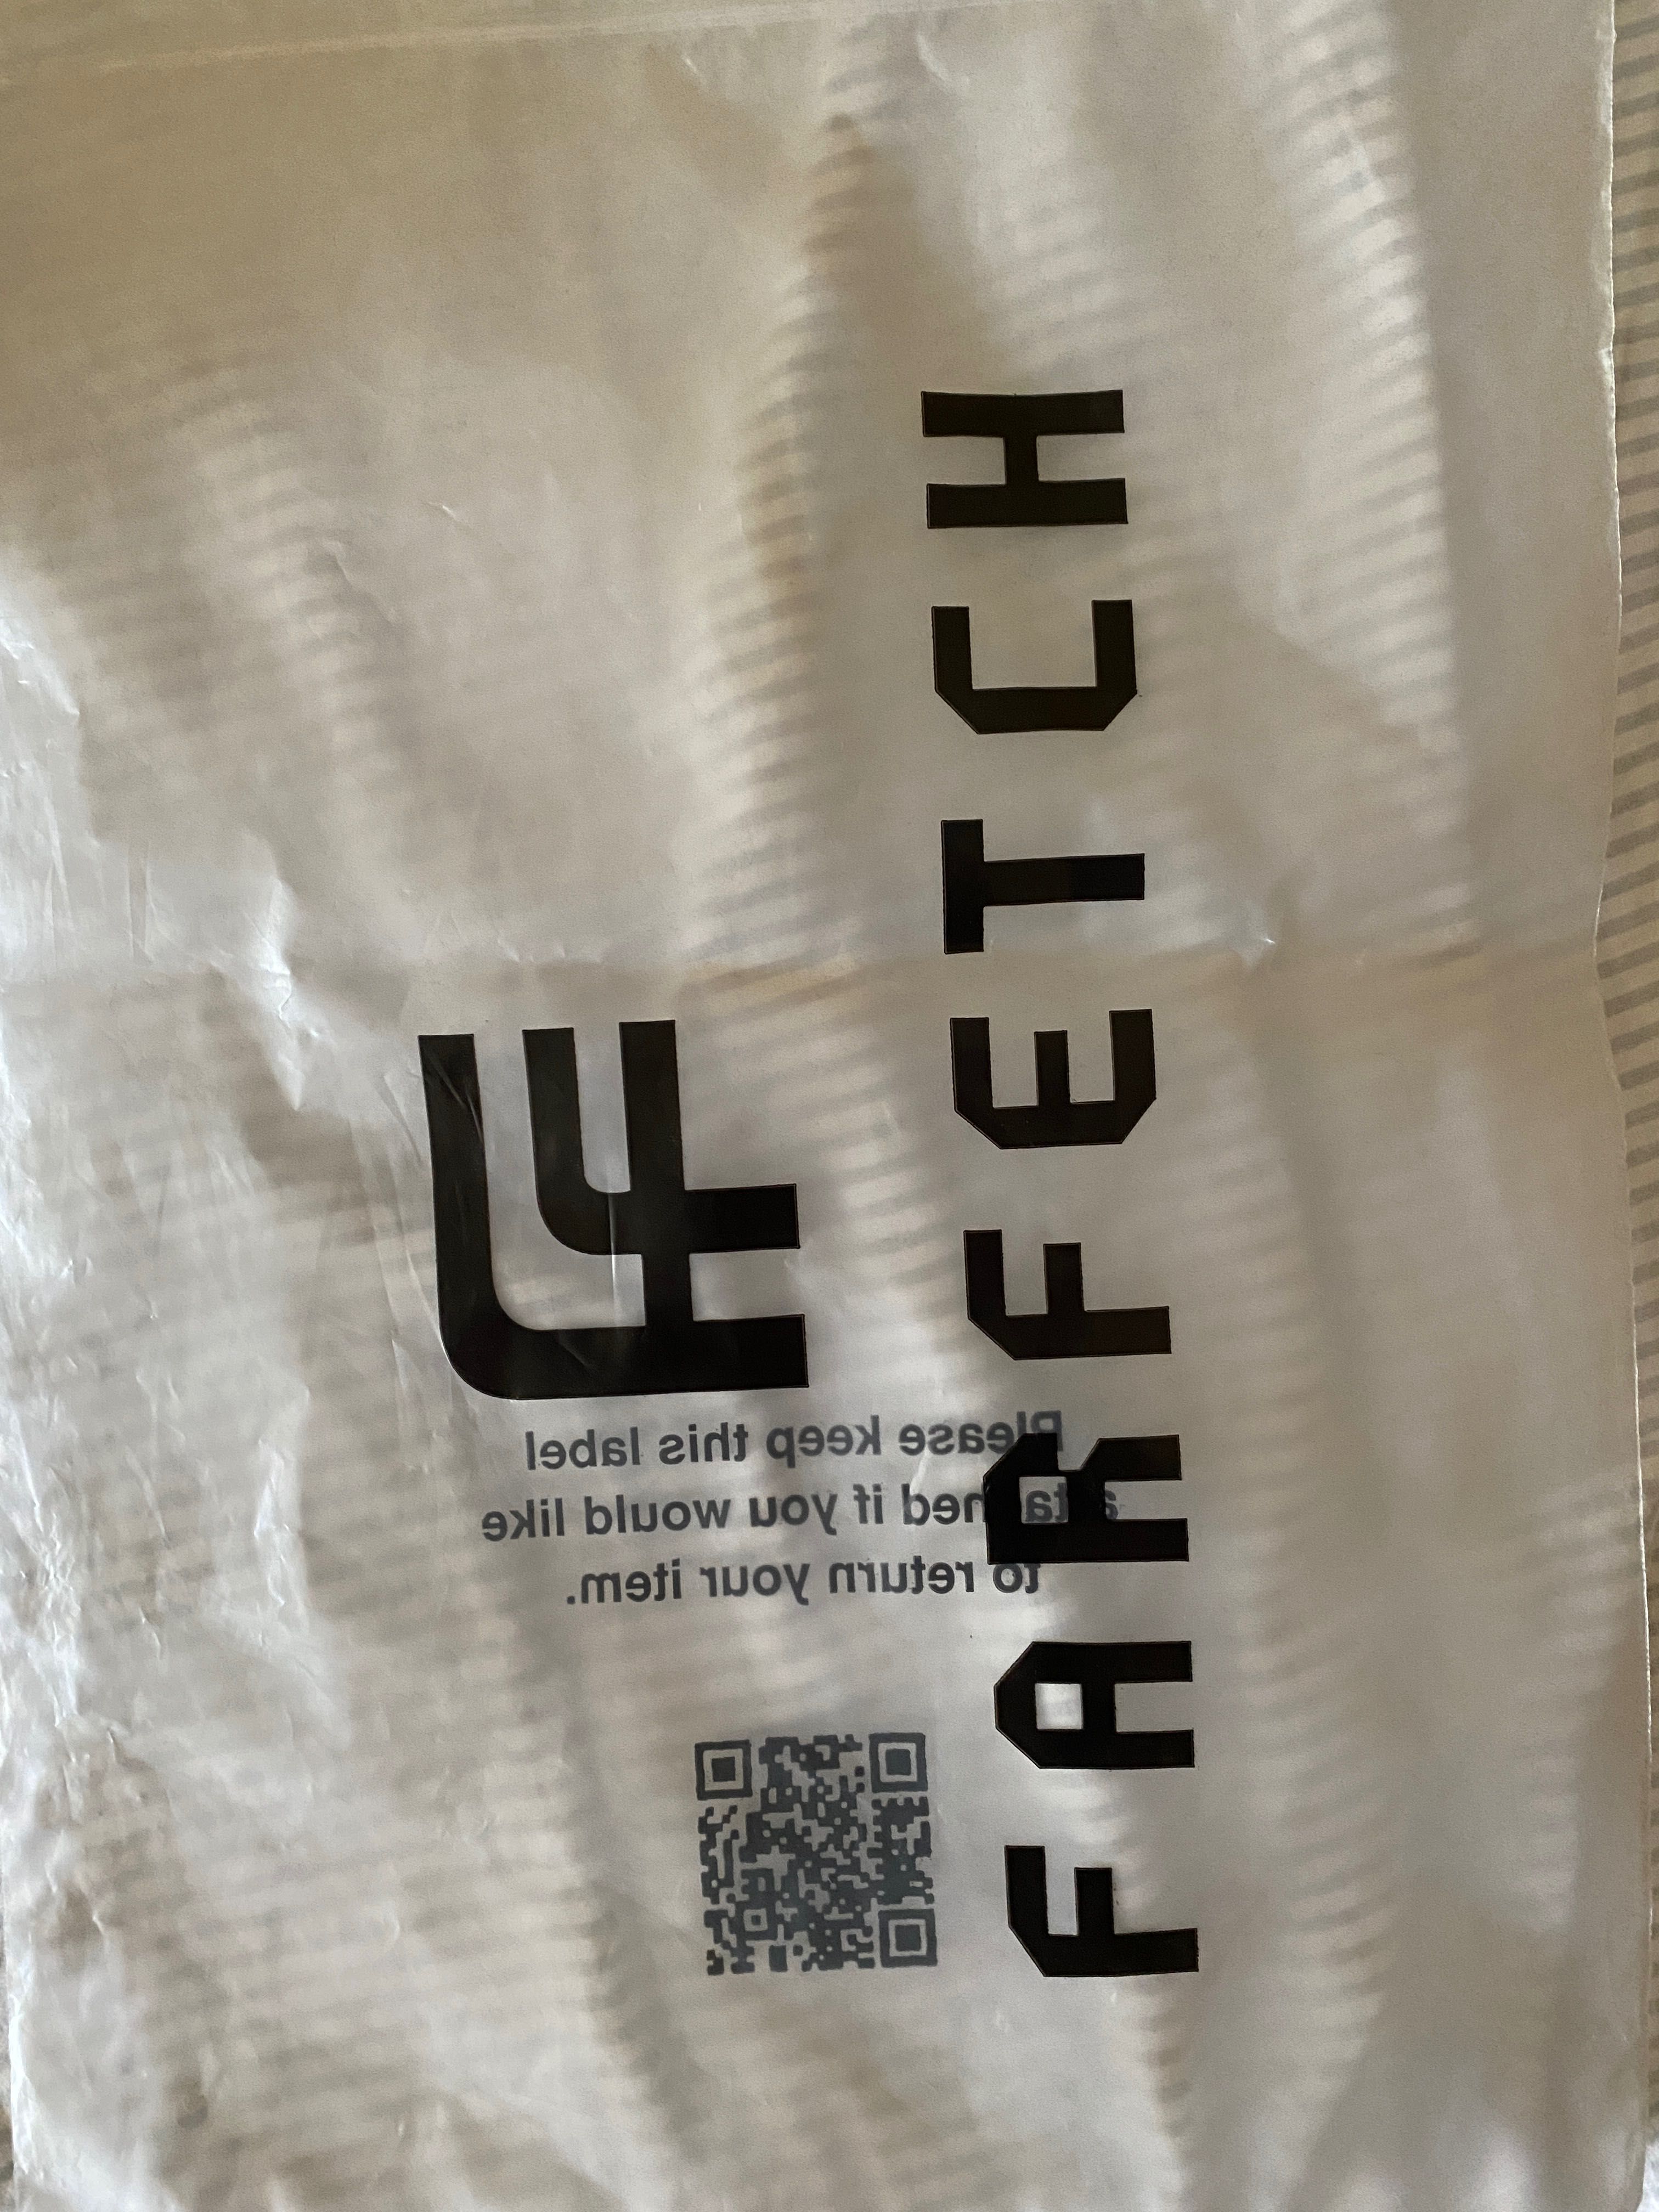 FARFETCH
Please keep this label
attached if you would like
to return your item.